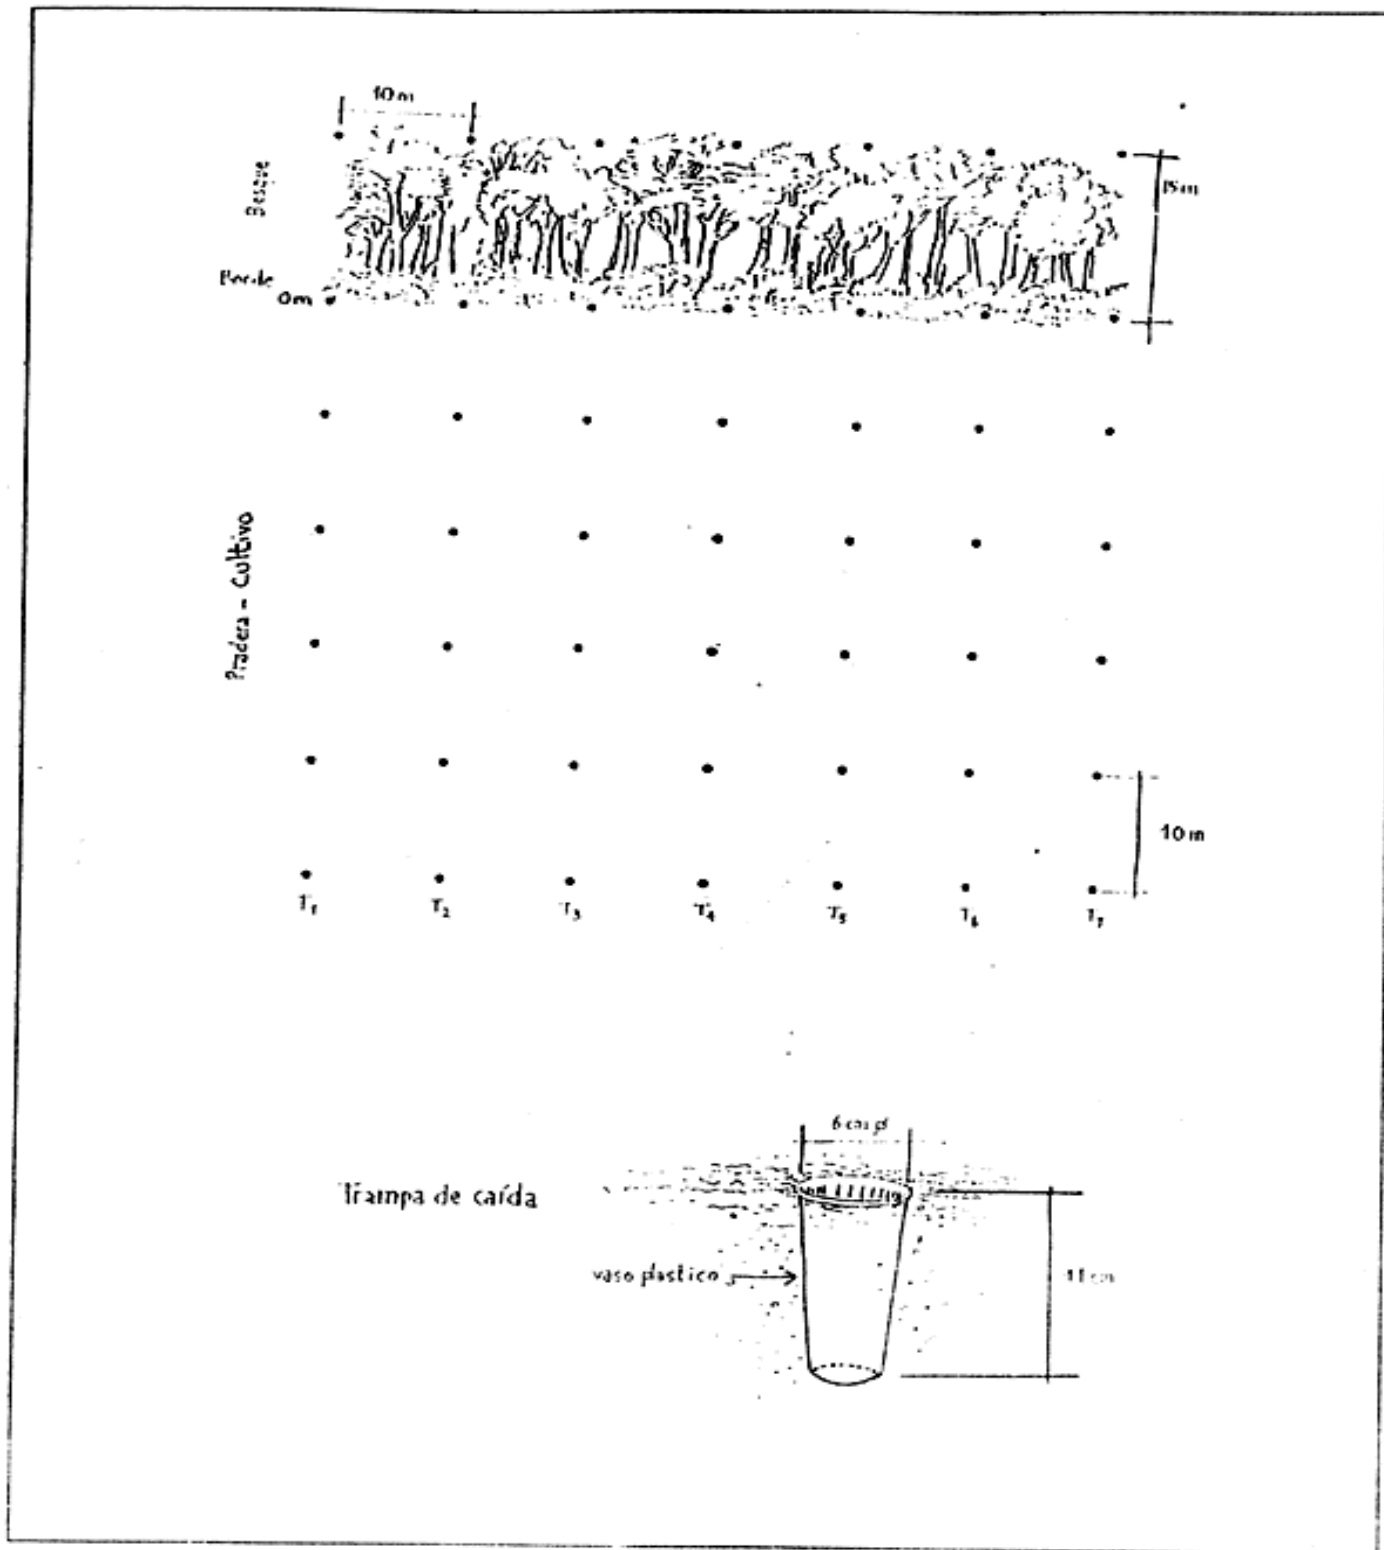 10 m
Bosque
15 m
Borde
0m
Pradera - Cultivo
10 m
T₁ T₂ T₃ T₄ T₅ T₆ T₇
6 cm ø
Trampa de caída
vaso plastico
11 cm